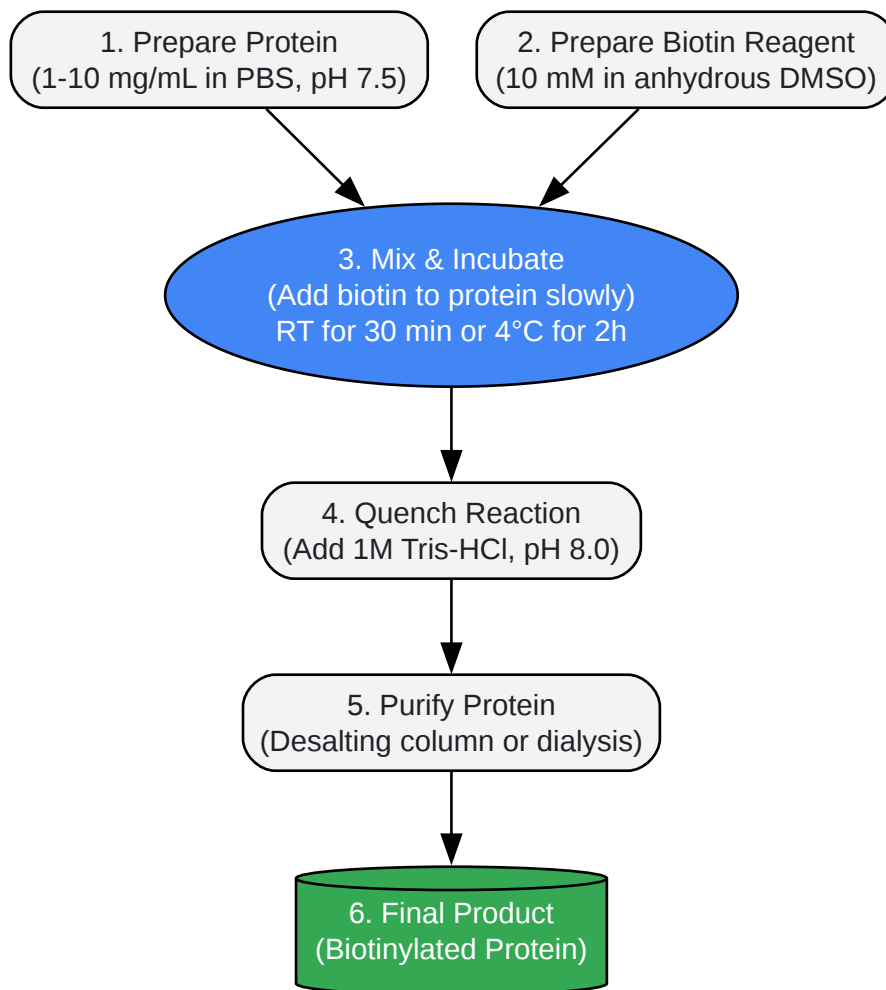 1. Prepare Protein
(1-10 mg/mL in PBS, pH 7.5)
2. Prepare Biotin Reagent
(10 mM in anhydrous DMSO)
3. Mix & Incubate
(Add biotin to protein slowly)
RT for 30 min or 4°C for 2h
4. Quench Reaction
(Add 1M Tris-HCl, pH 8.0)
5. Purify Protein
(Desalting column or dialysis)
6. Final Product
(Biotinylated Protein)